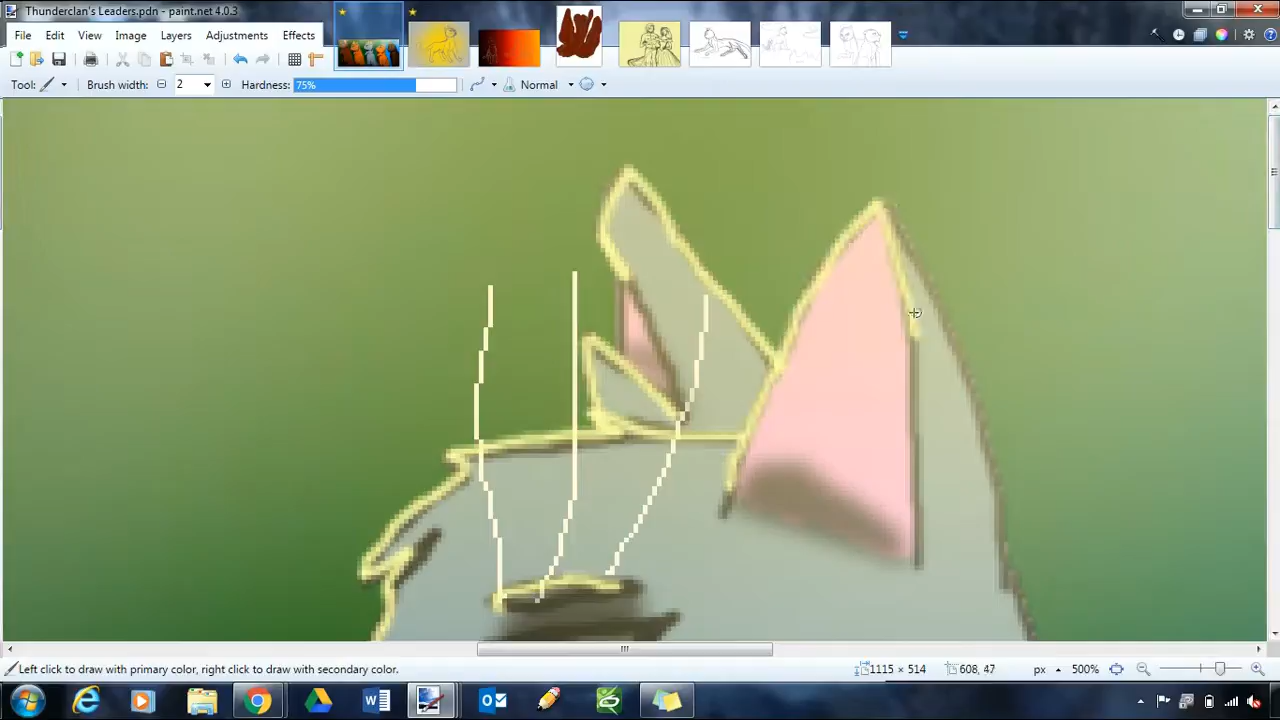 Thunderclan's Leaders.pdn - paint.net 4.0.3
File Edit View Image Layers Adjustments Effects
Tool: Brush width: 2 Hardness: 75% Normal
Left click to draw with primary color, right click to draw with secondary color. 1115 × 514 608, 47 px 500%